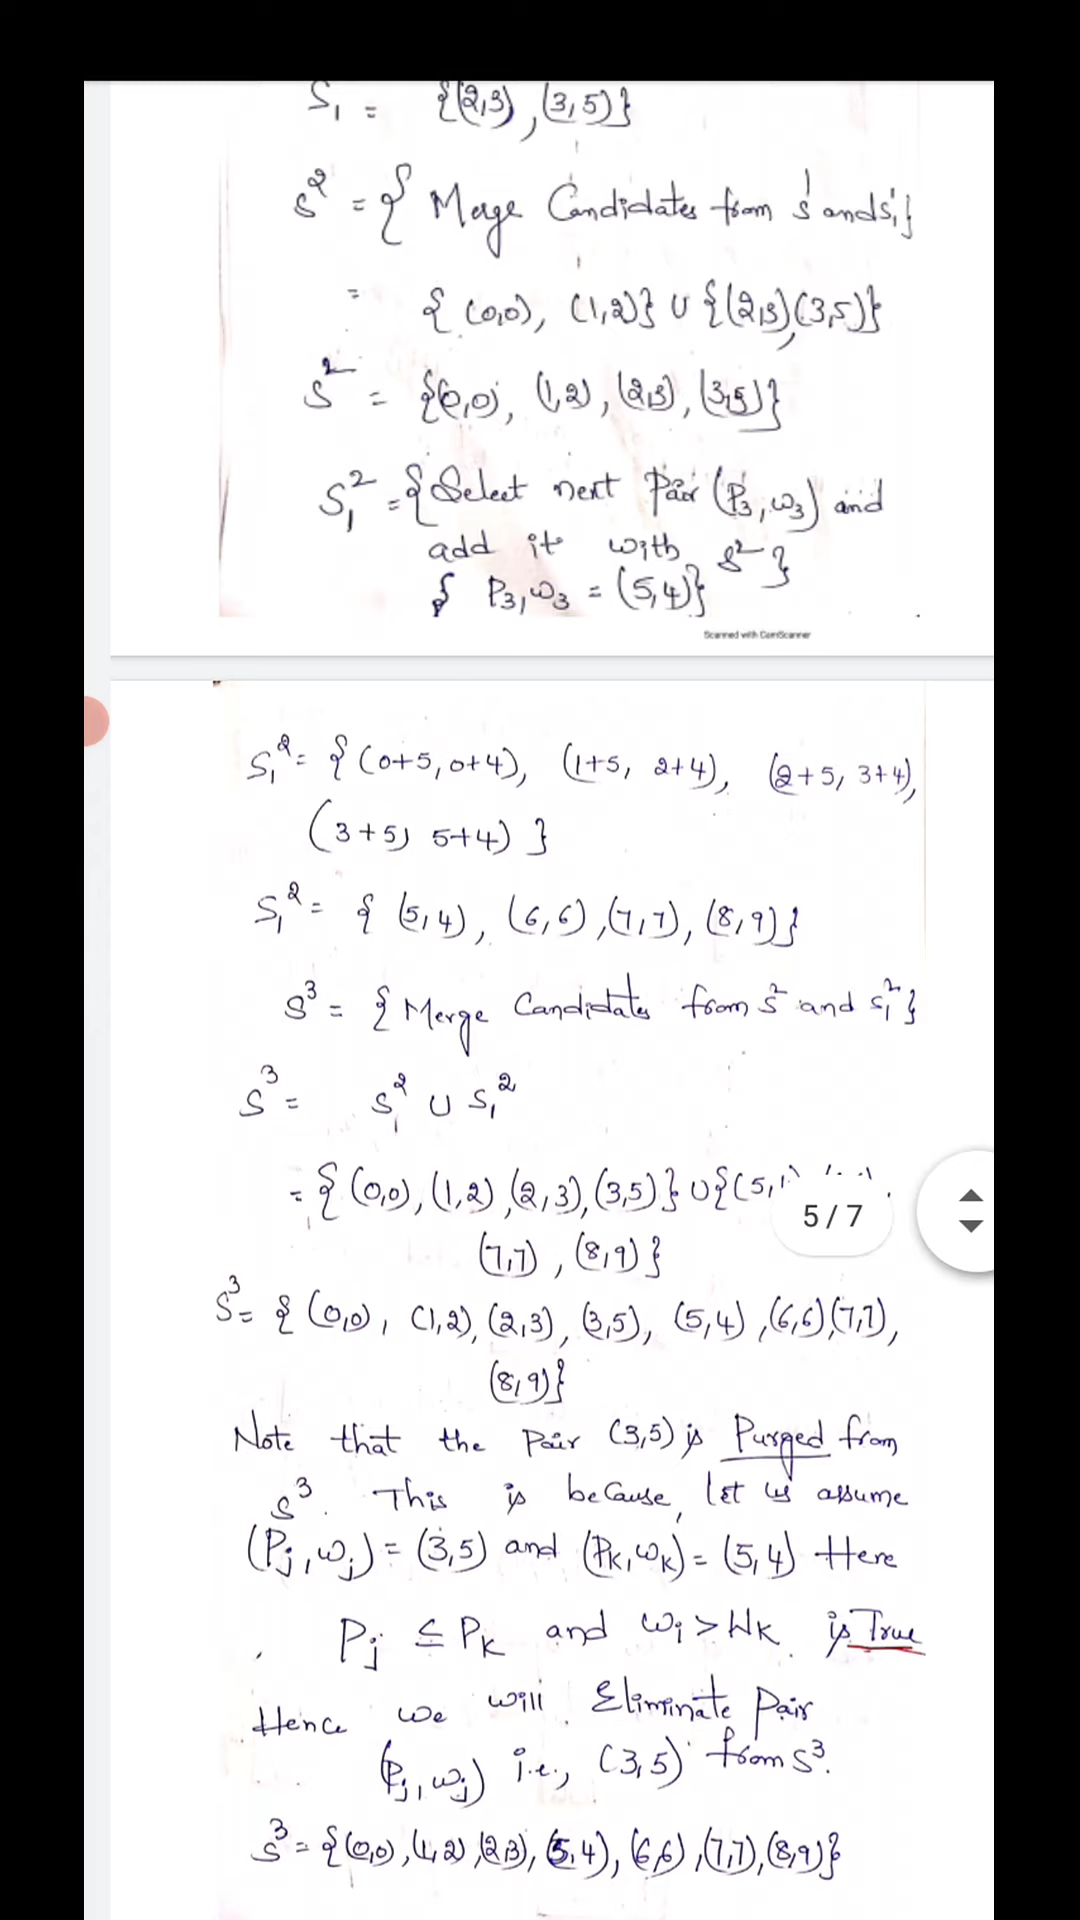 S₁ = {(2,3), (3,5)}
S² = { Merge Candidates from S¹ and S₁¹}
= { (0,0), (1,2)} ∪ {(2,3),(3,5)}
S² = {(0,0), (1,2), (2,3), (3,5)}
S₁² = {Select next Pair (P₃, w₃) and
add it with S² }
{ P₃, w₃ = (5,4)}
Scanned with CamScanner
S₁² = { (0+5, 0+4), (1+5, 2+4), (2+5, 3+4),
(3+5, 5+4) }
S₁² = { (5,4), (6,6), (7,7), (8,9)}
S³ = { Merge Candidates from S² and S₁²}
S³ = S² ∪ S₁²
= { (0,0), (1,2), (2,3), (3,5)} ∪ {(5,
5 / 7
(7,7), (8,9) }
S³ = { (0,0), (1,2), (2,3), (3,5), (5,4), (6,6), (7,7),
(8,9)}
Note that the pair (3,5) is Purged from
S³. This is because, let us assume
(Pj, wj) = (3,5) and (Pk, wk) = (5,4) Here
Pj ≤ Pk and wj > Wk is True
Hence we will Eliminate Pair
(Pj, wj) i.e., (3,5) from S³.
S³ = {(0,0), (1,2), (2,3), (5,4), (6,6), (7,7), (8,9)}